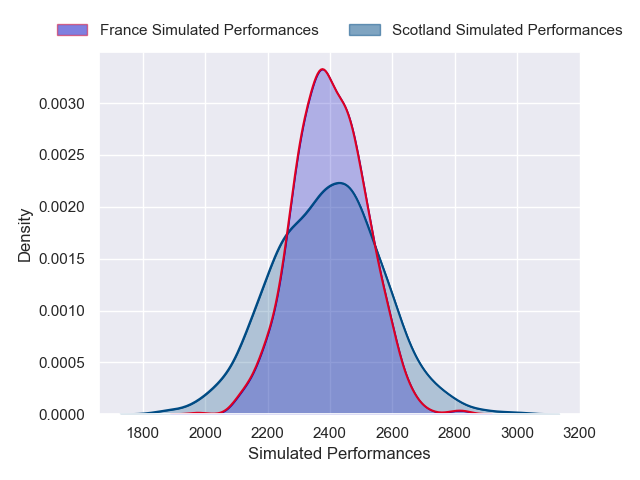 France Simulated Performances Scotland Simulated Performances
0.0030
0.0025
0.0020
0.0015
0.0010
0.0005
0.0000
Density
1800 2000 2200 2400 2600 2800 3000 3200
Simulated Performances